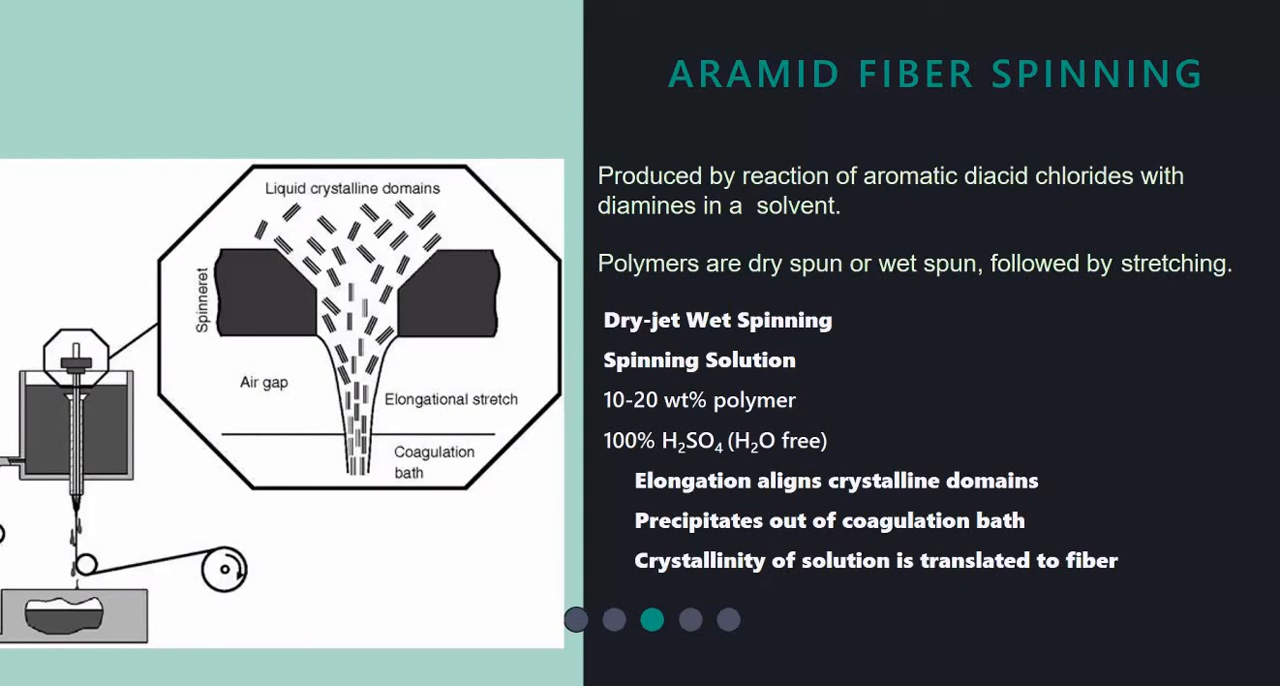 ARAMID FIBER SPINNING
Liquid crystalline domains
Spinneret
Air gap
Elongational stretch
Coagulation
bath
Produced by reaction of aromatic diacid chlorides with
diamines in a solvent.
Polymers are dry spun or wet spun, followed by stretching.
Dry-jet Wet Spinning
Spinning Solution
10-20 wt% polymer
100% H₂SO₄ (H₂O free)
Elongation aligns crystalline domains
Precipitates out of coagulation bath
Crystallinity of solution is translated to fiber